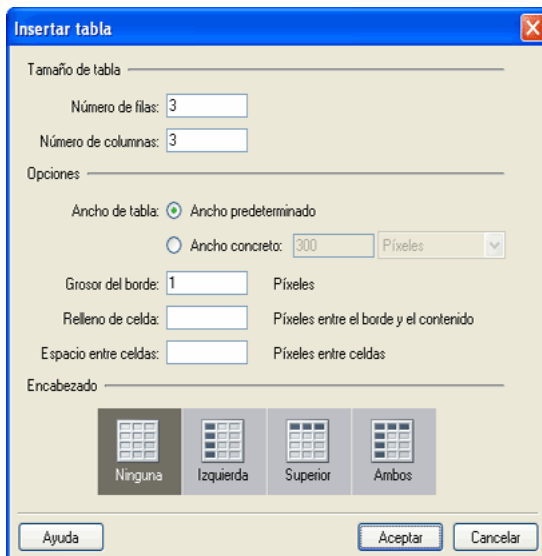 Insertar tabla
Tamaño de tabla
Número de filas: 3
Número de columnas: 3
Opciones
Ancho de tabla: Ancho predeterminado
Ancho concreto: 300 Píxeles
Grosor del borde: 1 Píxeles
Relleno de celda: Píxeles entre el borde y el contenido
Espacio entre celdas: Píxeles entre celdas
Encabezado
Ninguna Izquierda Superior Ambos
Ayuda Aceptar Cancelar